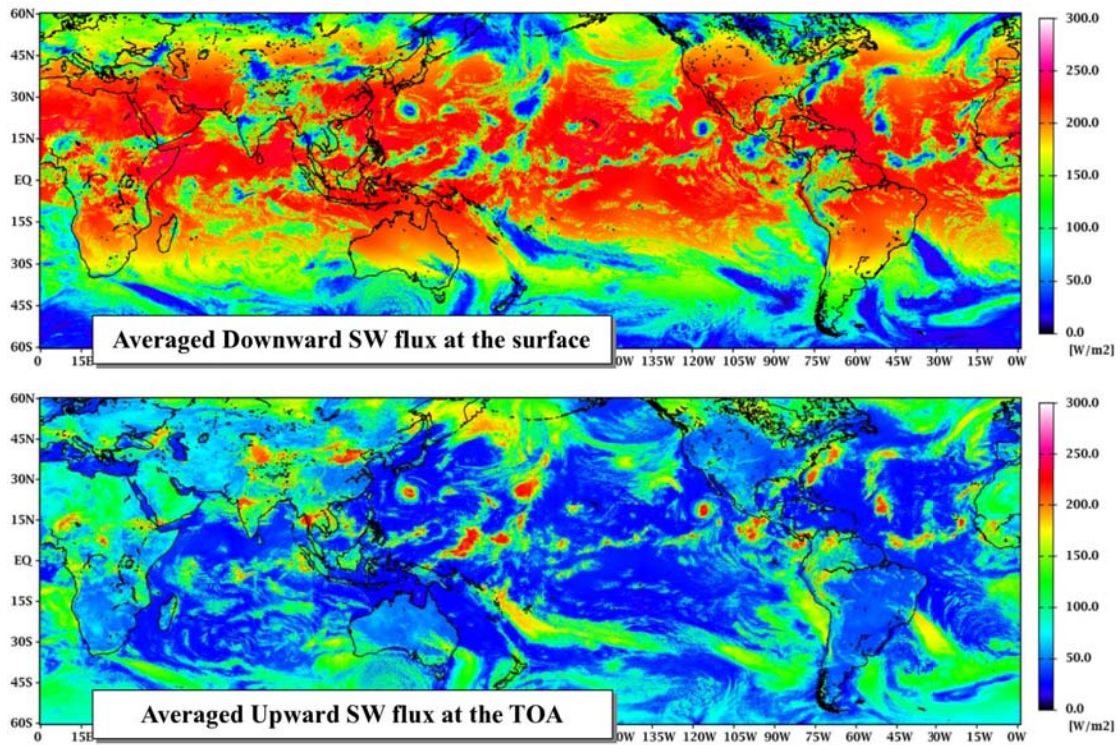 60N
45N
30N
15N
EQ
15S
30S
45S
60S
300.0
250.0
200.0
150.0
100.0
50.0
0.0
[W/m2]
Averaged Downward SW flux at the surface
0 15E 135W 120W 105W 90W 75W 60W 45W 30W 15W 0W
60N
45N
30N
15N
EQ
15S
30S
45S
60S
300.0
250.0
200.0
150.0
100.0
50.0
0.0
[W/m2]
Averaged Upward SW flux at the TOA
0 15E 135W 120W 105W 90W 75W 60W 45W 30W 15W 0W